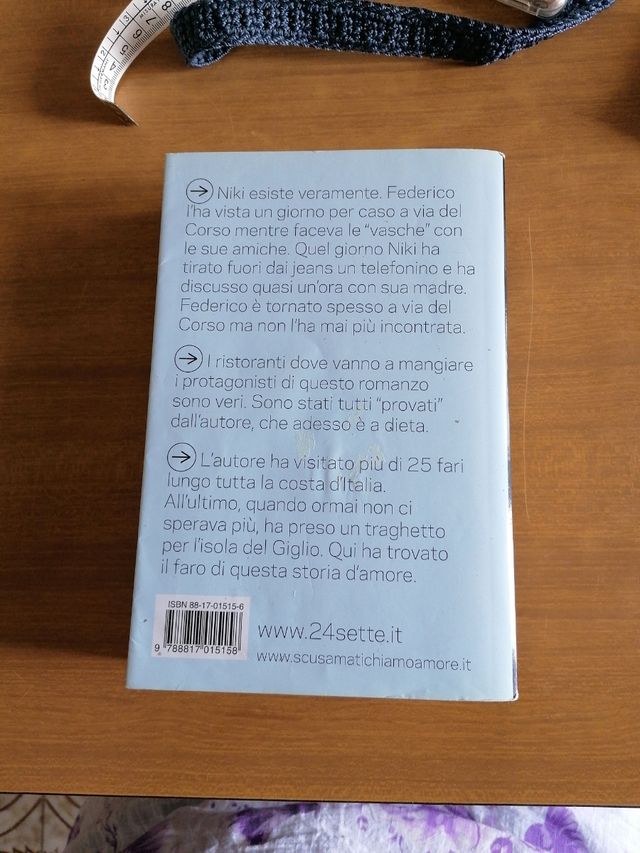 Niki esiste veramente. Federico
l'ha vista un giorno per caso a via del
Corso mentre faceva le "vasche" con
le sue amiche. Quel giorno Niki ha
tirato fuori dai jeans un telefonino e ha
discusso quasi un'ora con sua madre.
Federico è tornato spesso a via del
Corso ma non l'ha mai più incontrata.
I ristoranti dove vanno a mangiare
i protagonisti di questo romanzo
sono veri. Sono stati tutti "provati"
dall'autore, che adesso è a dieta.
L'autore ha visitato più di 25 fari
lungo tutta la costa d'Italia.
All'ultimo, quando ormai non ci
sperava più, ha preso un traghetto
per l'isola del Giglio. Qui ha trovato
il faro di questa storia d'amore.
ISBN 88-17-01515-6
9 788817 015158
www.24sette.it
www.scusamatichiamoamore.it